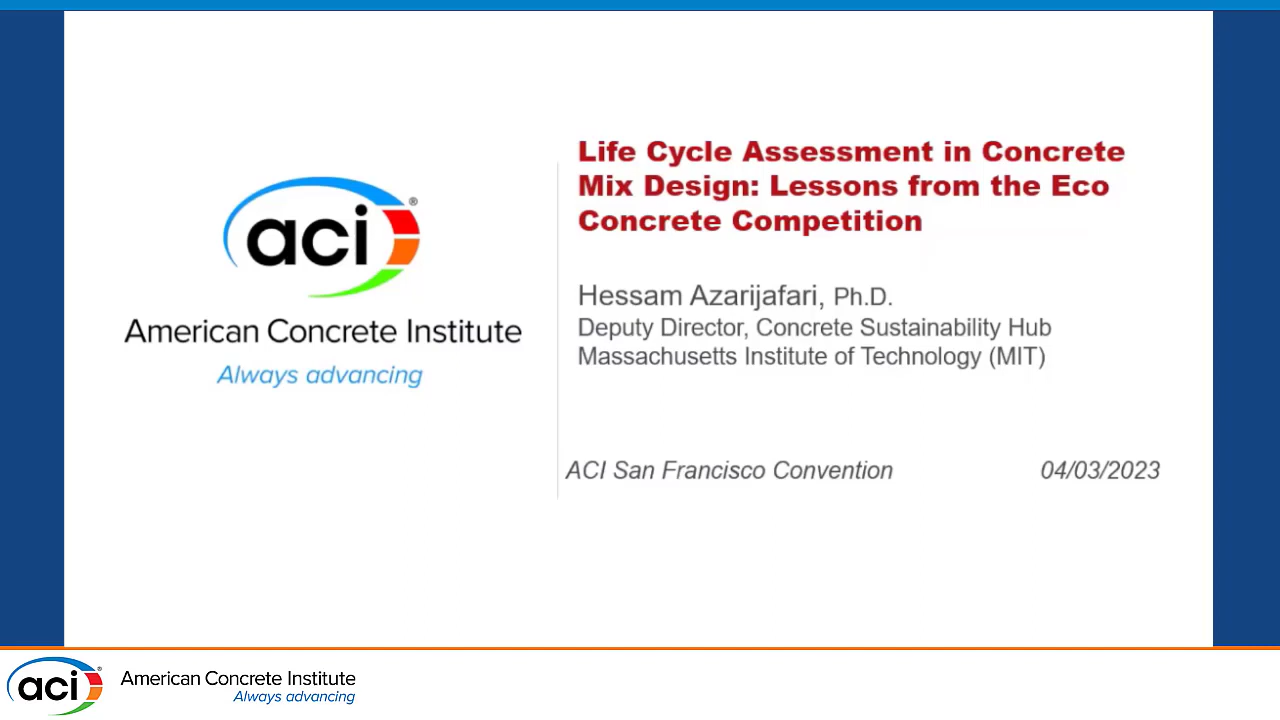 aci®
American Concrete Institute
Always advancing
Life Cycle Assessment in Concrete
Mix Design: Lessons from the Eco
Concrete Competition
Hessam Azarijafari, Ph.D.
Deputy Director, Concrete Sustainability Hub
Massachusetts Institute of Technology (MIT)
ACI San Francisco Convention 04/03/2023
aci®
American Concrete Institute
Always advancing